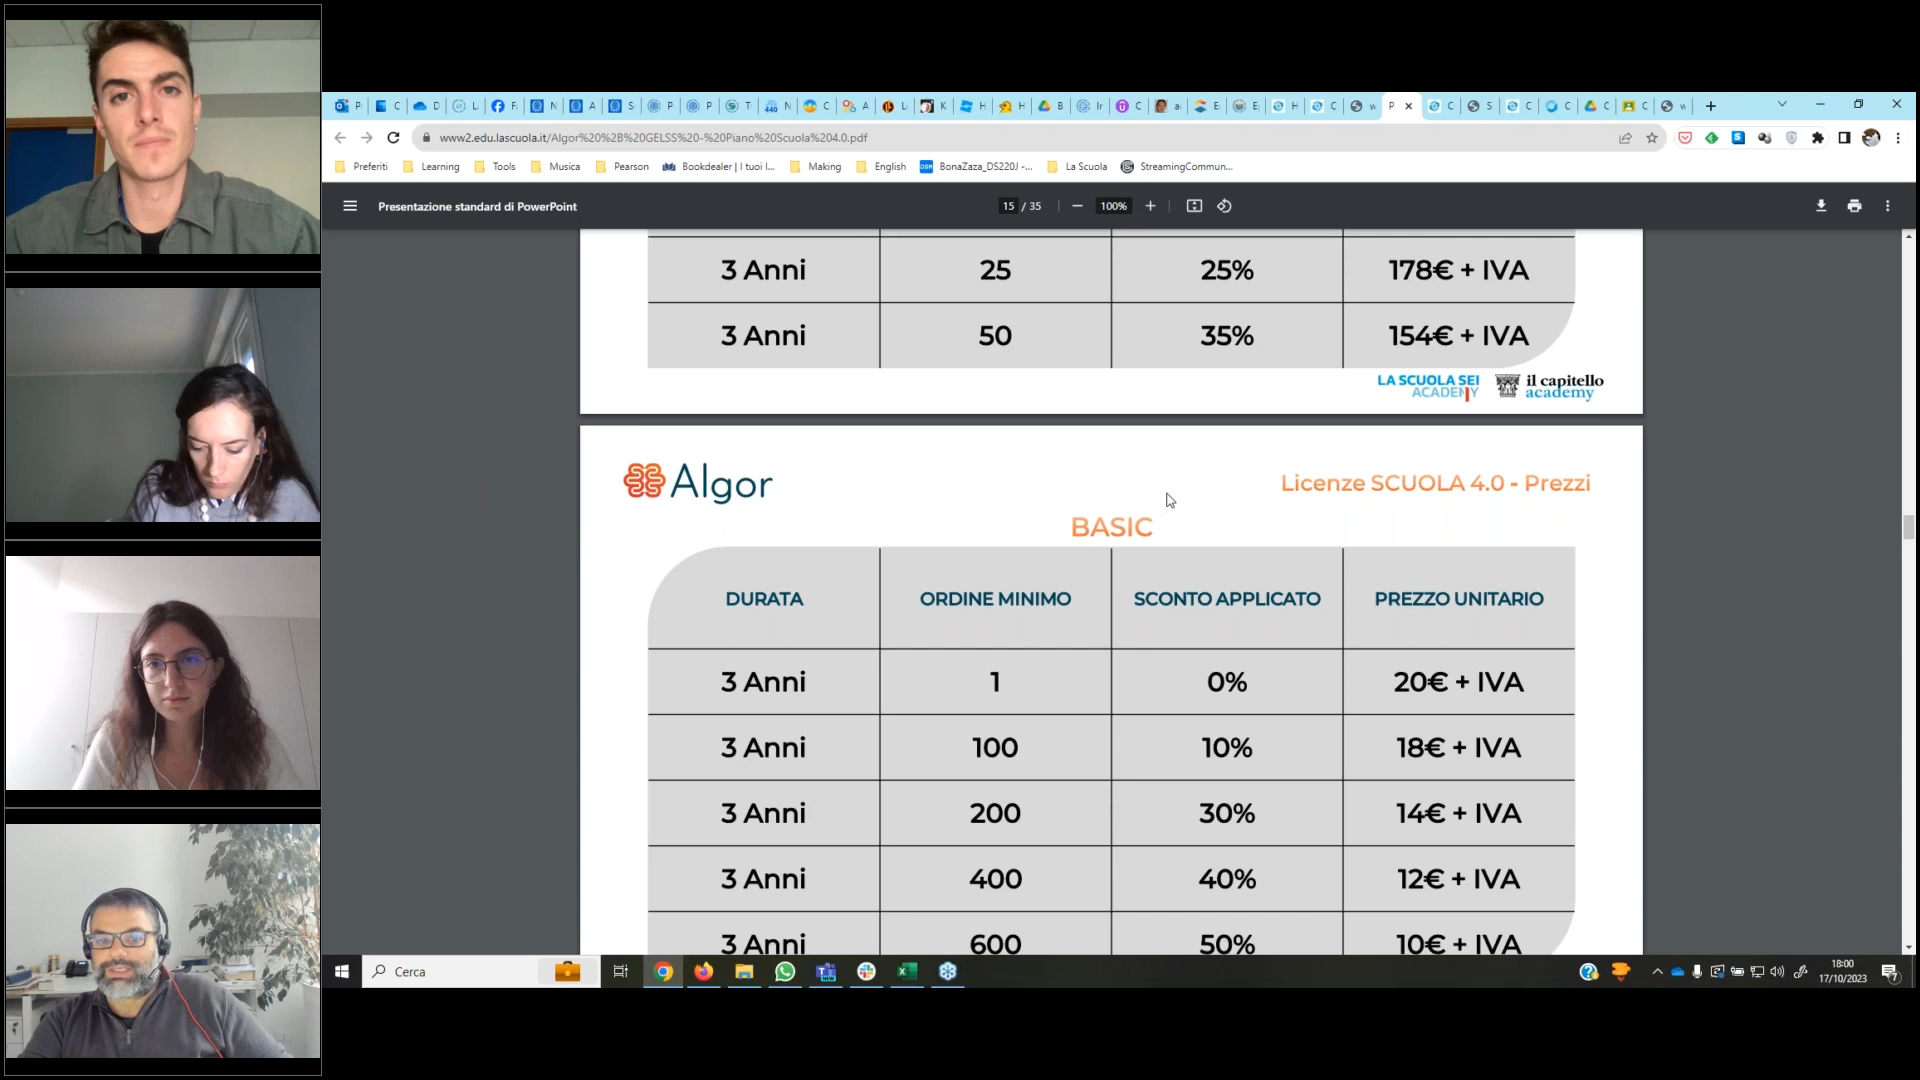 www2.edu.lascuola.it/Algor%20%2B%20GELSS%20-%20Piano%20Scuola%204.0.pdf
Preferiti Learning Tools Musica Pearson Bookdealer | I tuoi l... Making English BonaZaza_DS220J -... La Scuola StreamingCommun...
Presentazione standard di PowerPoint 15 / 35 100%
3 Anni 25 25% 178€ + IVA
3 Anni 50 35% 154€ + IVA
LA SCUOLA SEI ACADEMY il capitello academy
Algor
Licenze SCUOLA 4.0 - Prezzi
BASIC
DURATA ORDINE MINIMO SCONTO APPLICATO PREZZO UNITARIO
3 Anni 1 0% 20€ + IVA
3 Anni 100 10% 18€ + IVA
3 Anni 200 30% 14€ + IVA
3 Anni 400 40% 12€ + IVA
3 Anni 600 50% 10€ + IVA
Cerca
18:00
17/10/2023